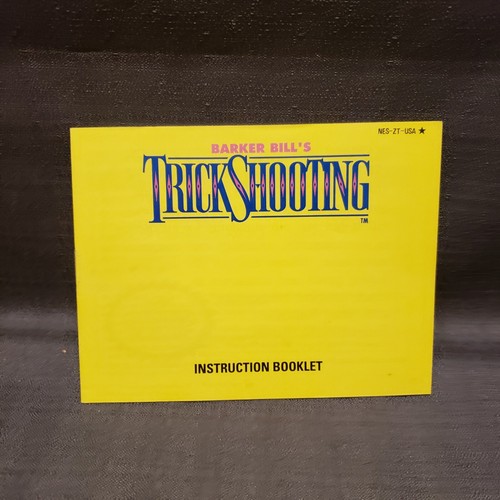 NES-ZT-USA ★
BARKER BILL'S
TRICKSHOOTING
TM
INSTRUCTION BOOKLET